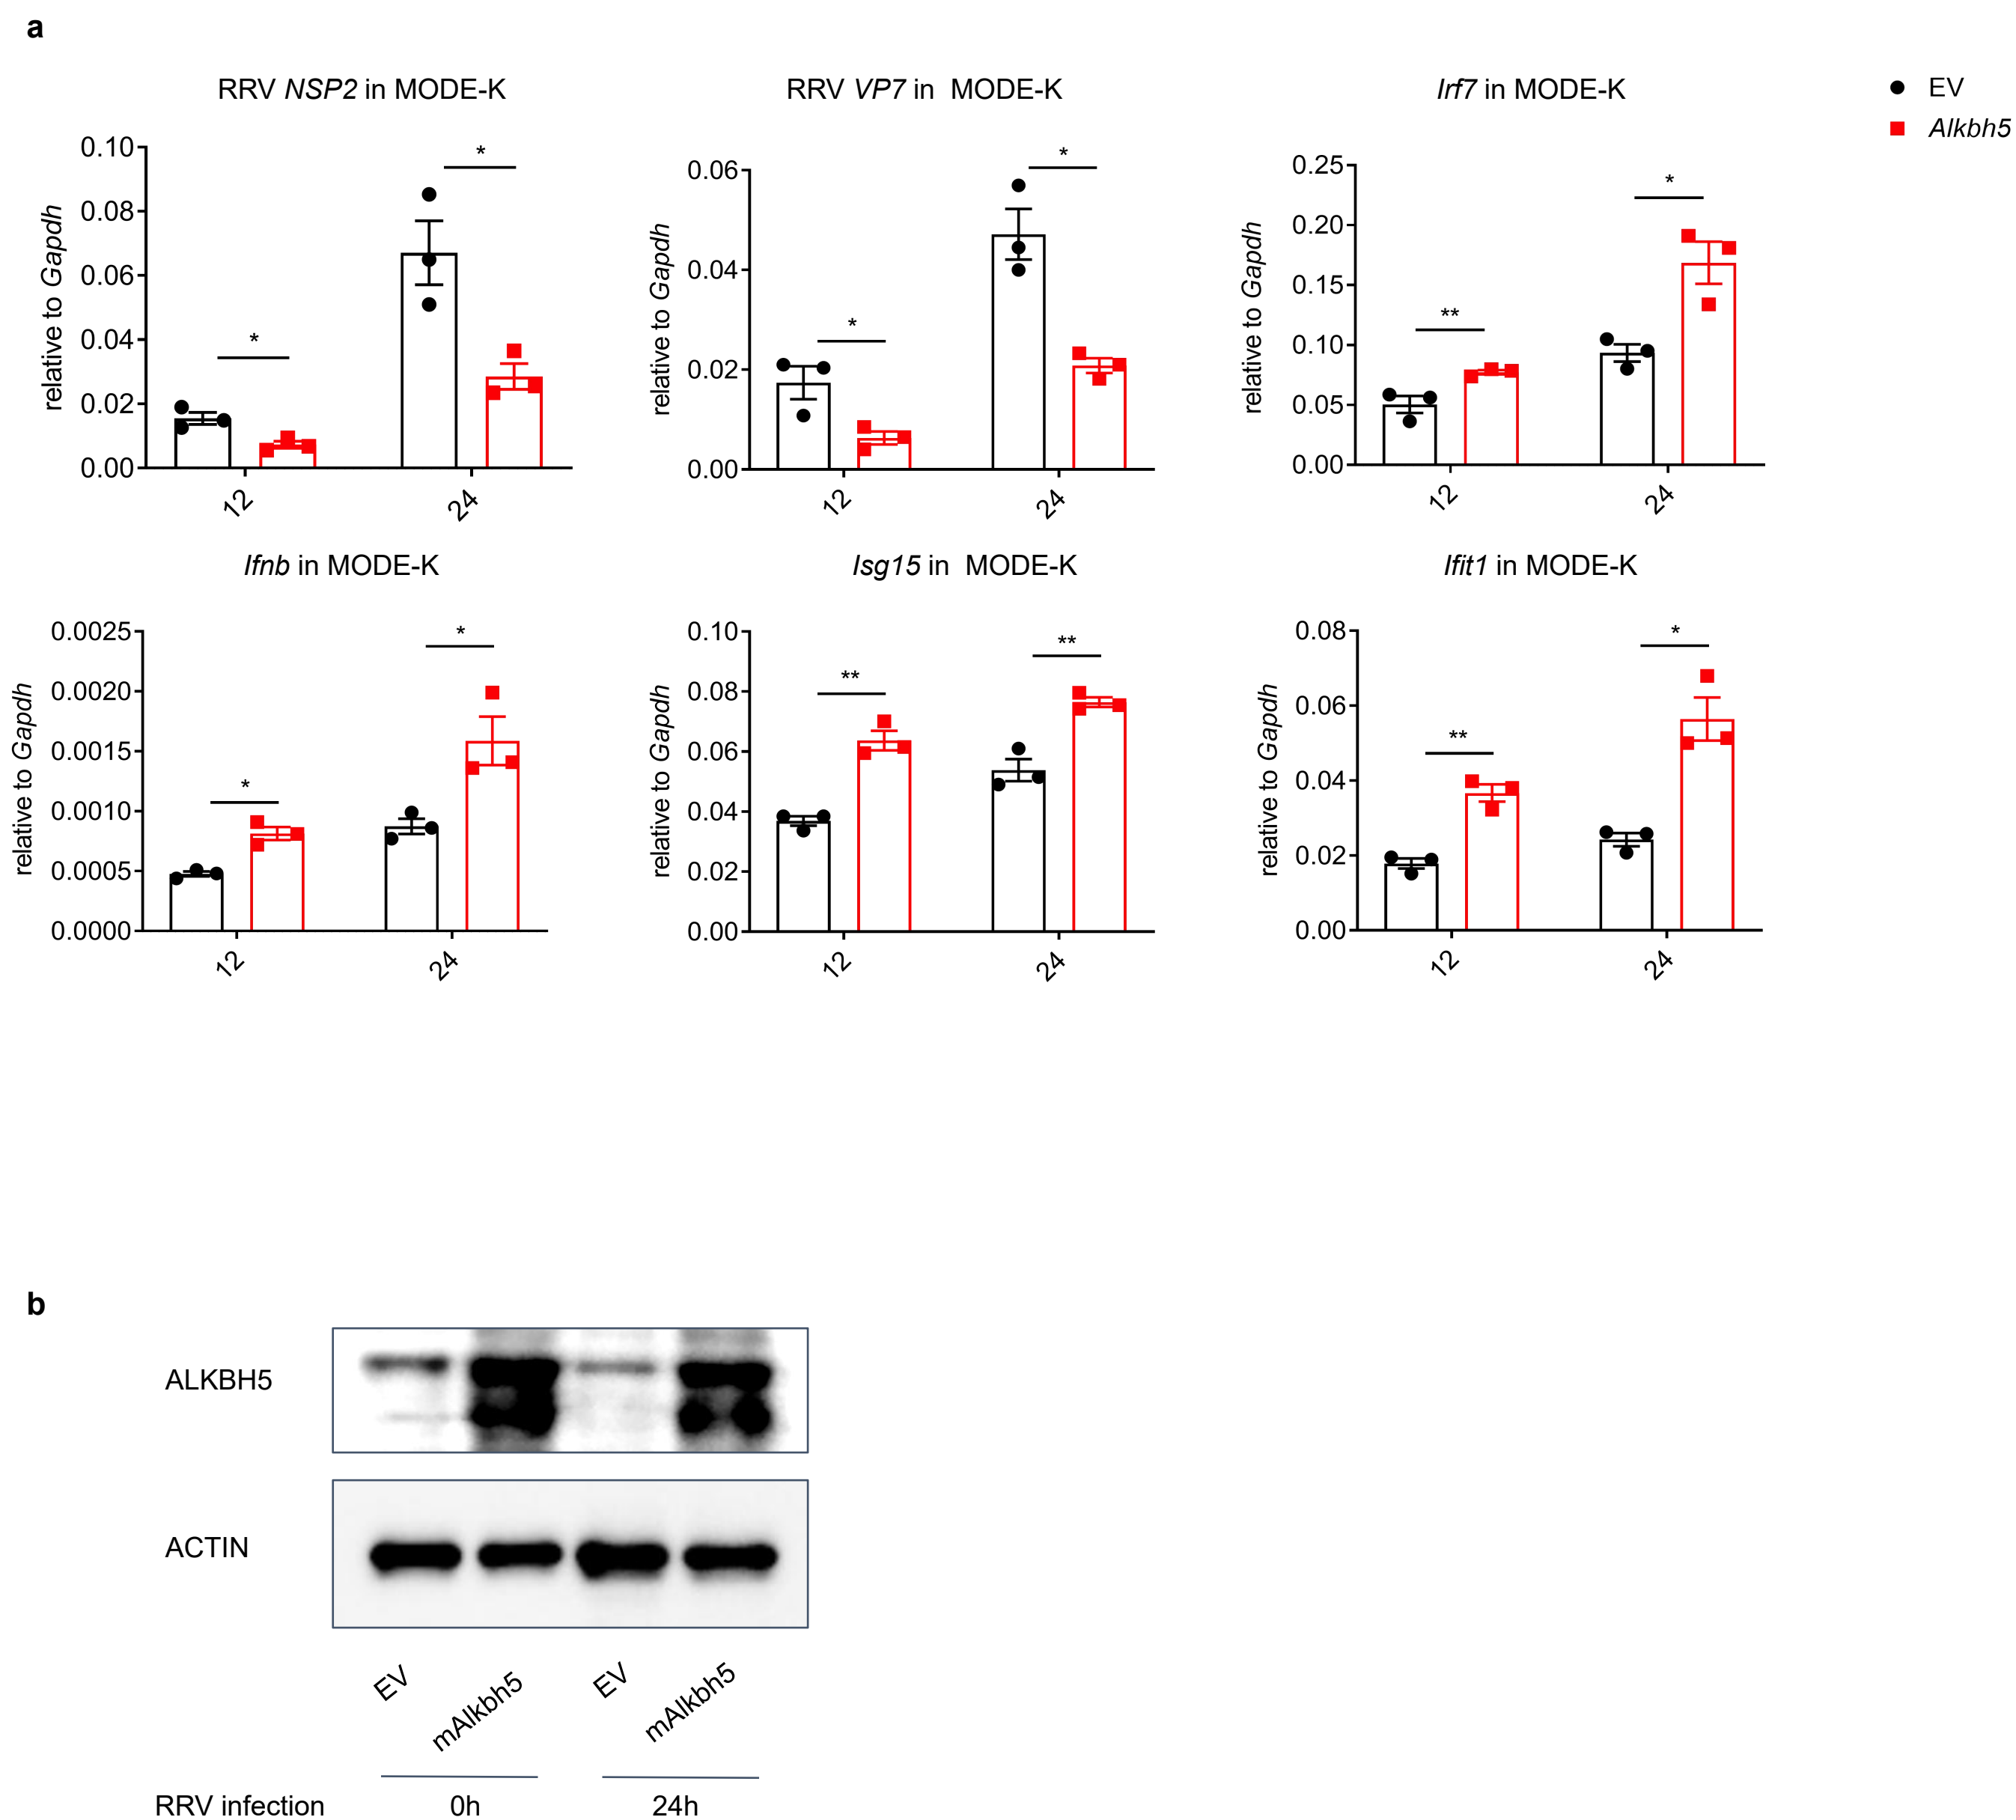 a
RRV NSP2 in MODE-K
RRV VP7 in MODE-K
Irf7 in MODE-K
EV
Alkbh5
relative to Gapdh
0.10
0.08
0.06
0.04
0.02
0.00
*
*
12
24
relative to Gapdh
0.06
0.04
0.02
0.00
*
*
12
24
relative to Gapdh
0.25
0.20
0.15
0.10
0.05
0.00
**
*
12
24
Ifnb in MODE-K
Isg15 in MODE-K
Ifit1 in MODE-K
relative to Gapdh
0.0025
0.0020
0.0015
0.0010
0.0005
0.0000
*
*
12
24
relative to Gapdh
0.10
0.08
0.06
0.04
0.02
0.00
**
**
12
24
relative to Gapdh
0.08
0.06
0.04
0.02
0.00
**
*
12
24
b
ALKBH5
ACTIN
EV
mAlkbh5
EV
mAlkbh5
RRV infection 0h 24h